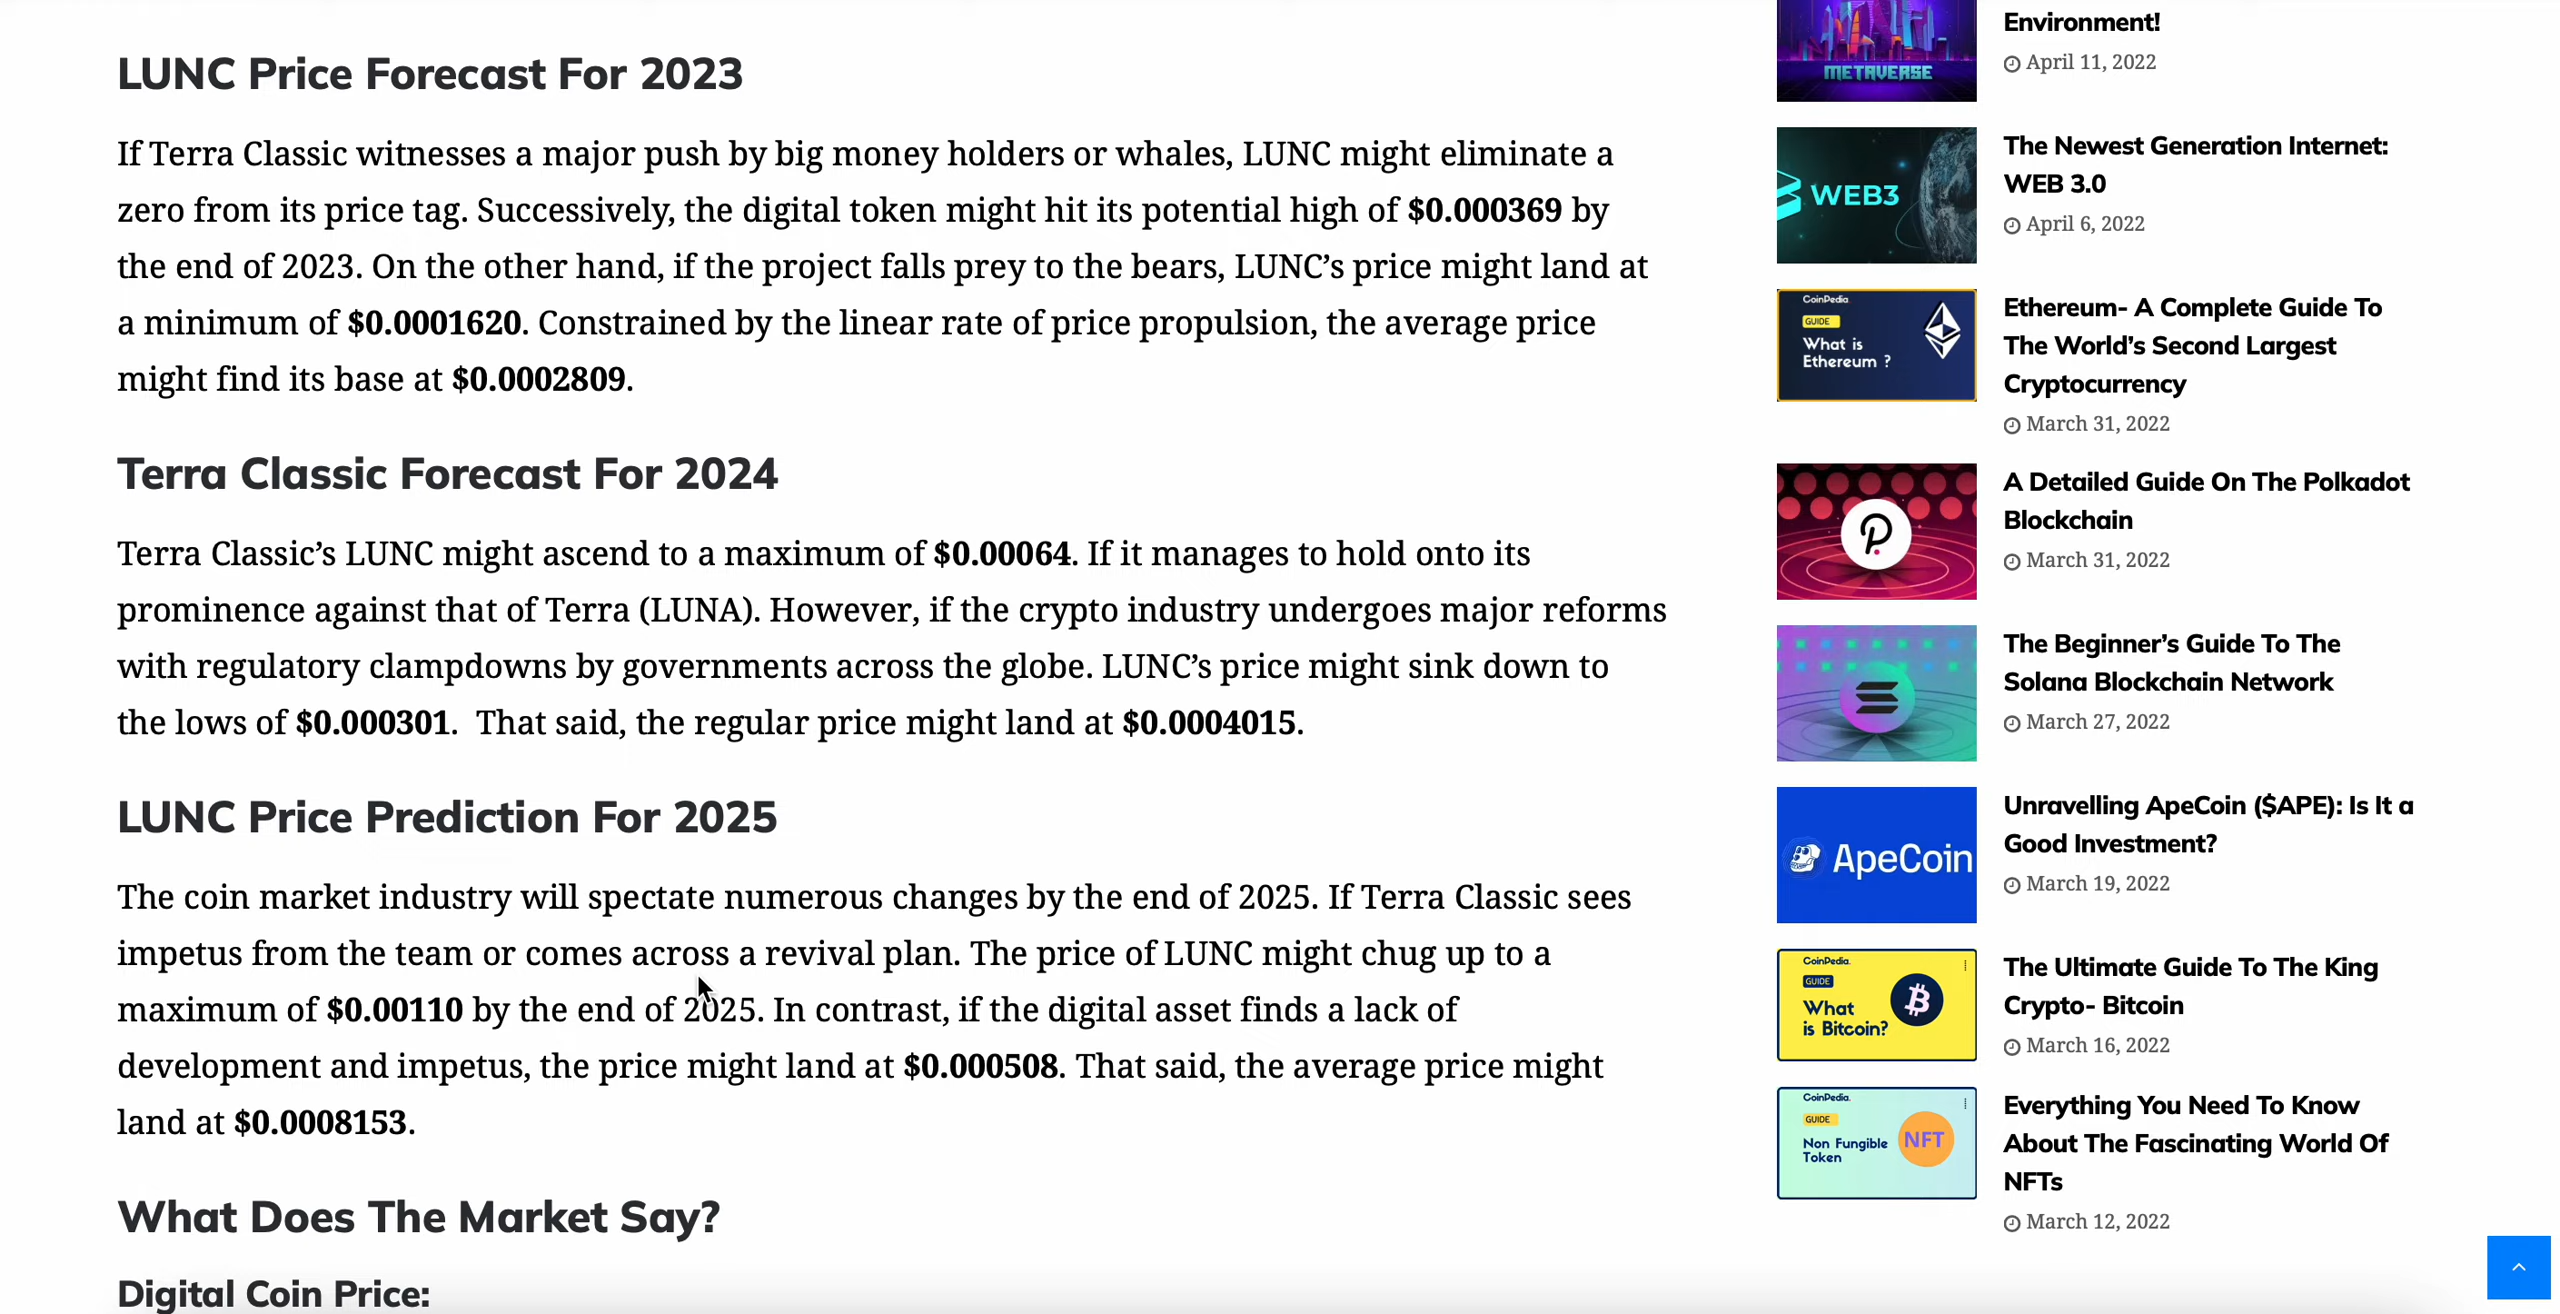 LUNC Price Forecast For 2023
If Terra Classic witnesses a major push by big money holders or whales, LUNC might eliminate a
zero from its price tag. Successively, the digital token might hit its potential high of $0.000369 by
the end of 2023. On the other hand, if the project falls prey to the bears, LUNC’s price might land at
a minimum of $0.0001620. Constrained by the linear rate of price propulsion, the average price
might find its base at $0.0002809.
Terra Classic Forecast For 2024
Terra Classic’s LUNC might ascend to a maximum of $0.00064. If it manages to hold onto its
prominence against that of Terra (LUNA). However, if the crypto industry undergoes major reforms
with regulatory clampdowns by governments across the globe. LUNC’s price might sink down to
the lows of $0.000301.  That said, the regular price might land at $0.0004015.
LUNC Price Prediction For 2025
The coin market industry will spectate numerous changes by the end of 2025. If Terra Classic sees
impetus from the team or comes across a revival plan. The price of LUNC might chug up to a
maximum of $0.00110 by the end of 2025. In contrast, if the digital asset finds a lack of
development and impetus, the price might land at $0.000508. That said, the average price might
land at $0.0008153.
What Does The Market Say?
Digital Coin Price:
METAVERSE
Environment!
April 11, 2022
WEB3
The Newest Generation Internet:
WEB 3.0
April 6, 2022
CoinPedia
GUIDE
What is
Ethereum ?
Ethereum- A Complete Guide To
The World’s Second Largest
Cryptocurrency
March 31, 2022
A Detailed Guide On The Polkadot
Blockchain
March 31, 2022
The Beginner’s Guide To The
Solana Blockchain Network
March 27, 2022
ApeCoin
Unravelling ApeCoin ($APE): Is It a
Good Investment?
March 19, 2022
CoinPedia.
GUIDE
What
is Bitcoin?
The Ultimate Guide To The King
Crypto- Bitcoin
March 16, 2022
CoinPedia.
GUIDE
Non Fungible
Token
NFT
Everything You Need To Know
About The Fascinating World Of
NFTs
March 12, 2022